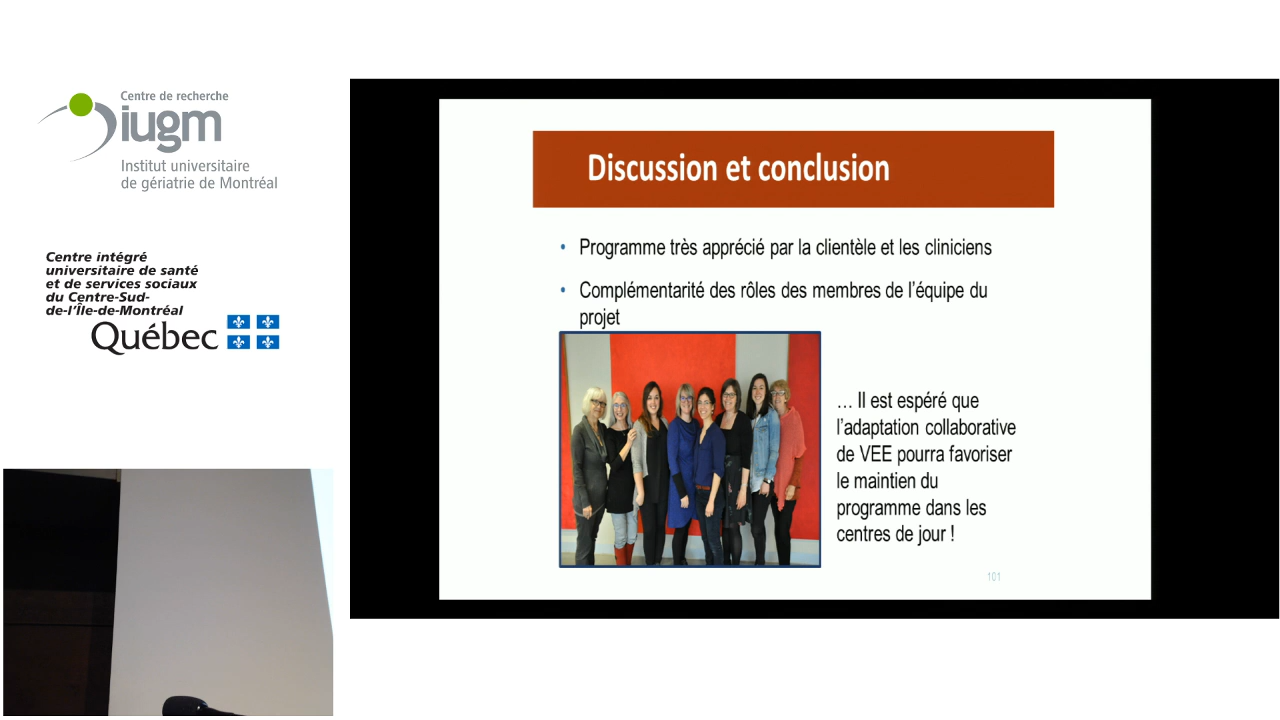 Centre de recherche
iugm
Institut universitaire
de gériatrie de Montréal
Centre intégré
universitaire de santé
et de services sociaux
du Centre-Sud-
de-l'Île-de-Montréal
Québec
Discussion et conclusion
• Programme très apprécié par la clientèle et les cliniciens
• Complémentarité des rôles des membres de l'équipe du
projet
… Il est espéré que
l'adaptation collaborative
de VEE pourra favoriser
le maintien du
programme dans les
centres de jour !
101